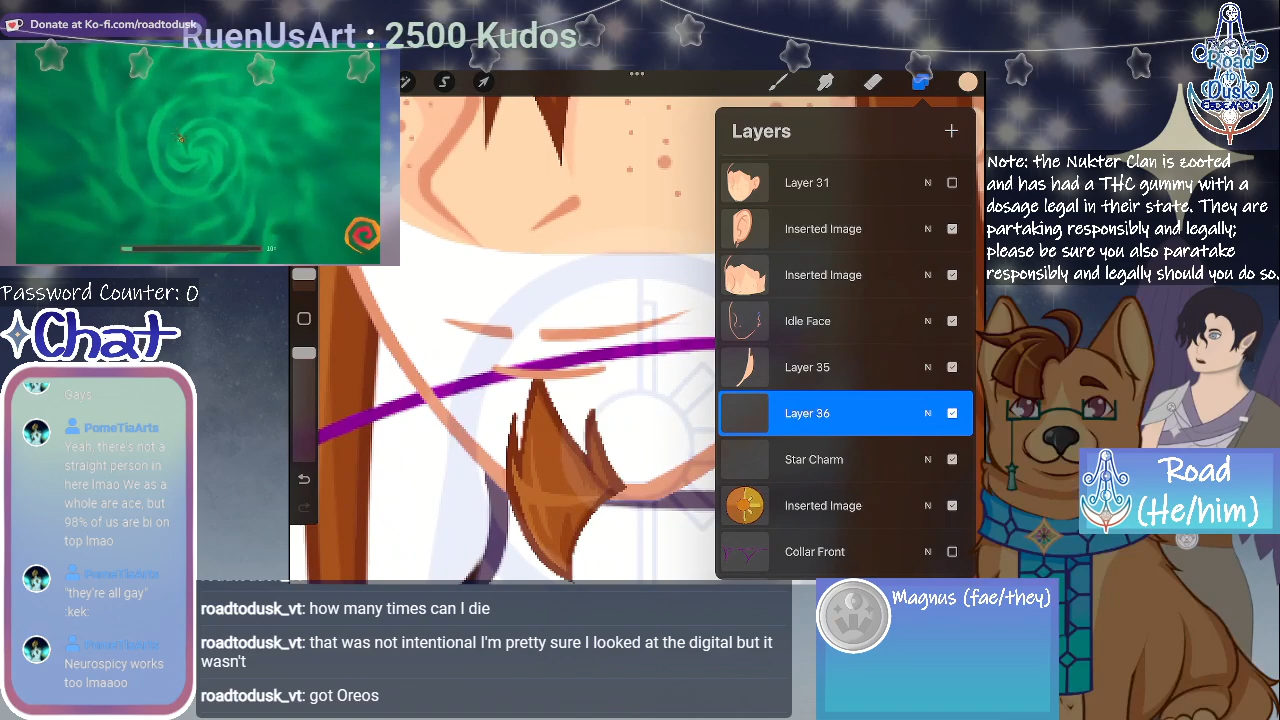 Donate at Ko-fi.com/roadtodusk
RuenUsArt : 2500 Kudos
Road
to
Dusk
Layers
Layer 31
N
Inserted Image
N
Inserted Image
N
Idle Face
N
Layer 35
N
Layer 36
N
Star Charm
N
Inserted Image
N
Collar Front
N
Note: the Nukter Clan is zooted
and has had a THC gummy with a
dosage legal in their state. They are
partaking responsibly and legally;
please be sure you also paratake
responsibly and legally should you do so.
Password Counter: 0
Chat
Gays
PomeTiaArts
Yeah, there's not a
straight person in
here lmao We as a
whole are ace, but
98% of us are bi on
top lmao
PomeTiaArts
"they're all gay"
:kek:
PomeTiaArts
Neurospicy works
too lmaaoo
roadtodusk_vt: how many times can I die
roadtodusk_vt: that was not intentional I'm pretty sure I looked at the digital but it
wasn't
roadtodusk_vt: got Oreos
Road
(He/him)
Magnus (fae/they)